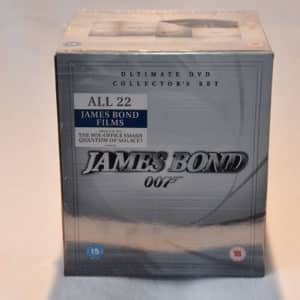 ULTIMATE DVD
COLLECTOR'S SET
ALL 22
JAMES BOND
FILMS
THE BOX-OFFICE SMASH
QUANTUM OF SOLACE!
JAMES BOND
007
15
18